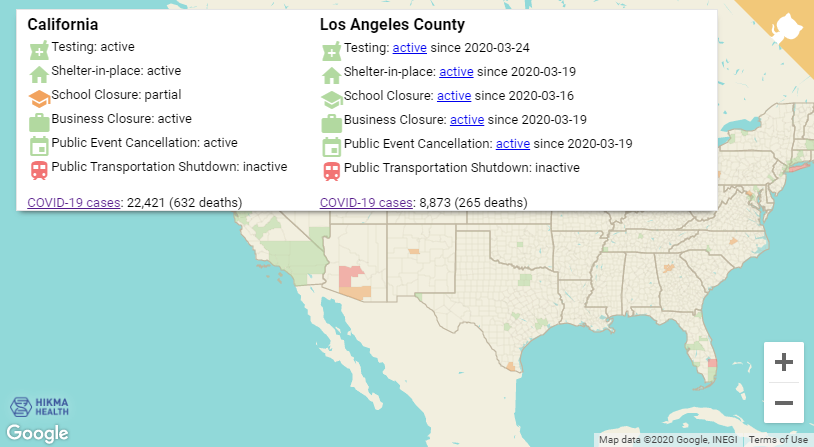 California
Testing: active
Shelter-in-place: active
School Closure: partial
Business Closure: active
Public Event Cancellation: active
Public Transportation Shutdown: inactive
COVID-19 cases: 22,421 (632 deaths)
Los Angeles County
Testing: active since 2020-03-24
Shelter-in-place: active since 2020-03-19
School Closure: active since 2020-03-16
Business Closure: active since 2020-03-19
Public Event Cancellation: active since 2020-03-19
Public Transportation Shutdown: inactive
COVID-19 cases: 8,873 (265 deaths)
HIKMA
HEALTH
Google
Map data ©2020 Google, INEGI
Terms of Use